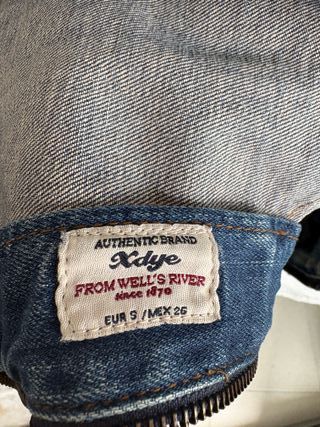 AUTHENTIC BRAND
Xdye
FROM WELL'S RIVER
since 1870
EUR S / MEX 26